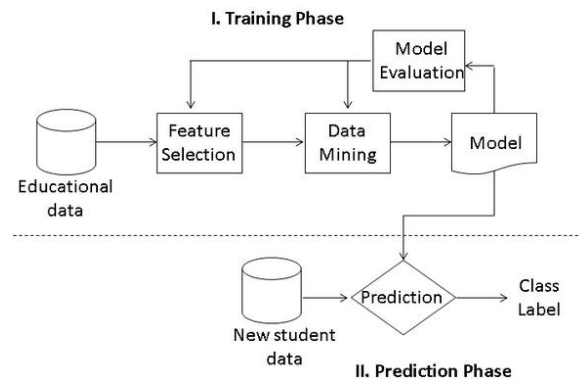 I. Training Phase
Model
Evaluation
Feature
Selection
Data
Mining
Model
Educational
data
Prediction
Class
Label
New student
data
II. Prediction Phase